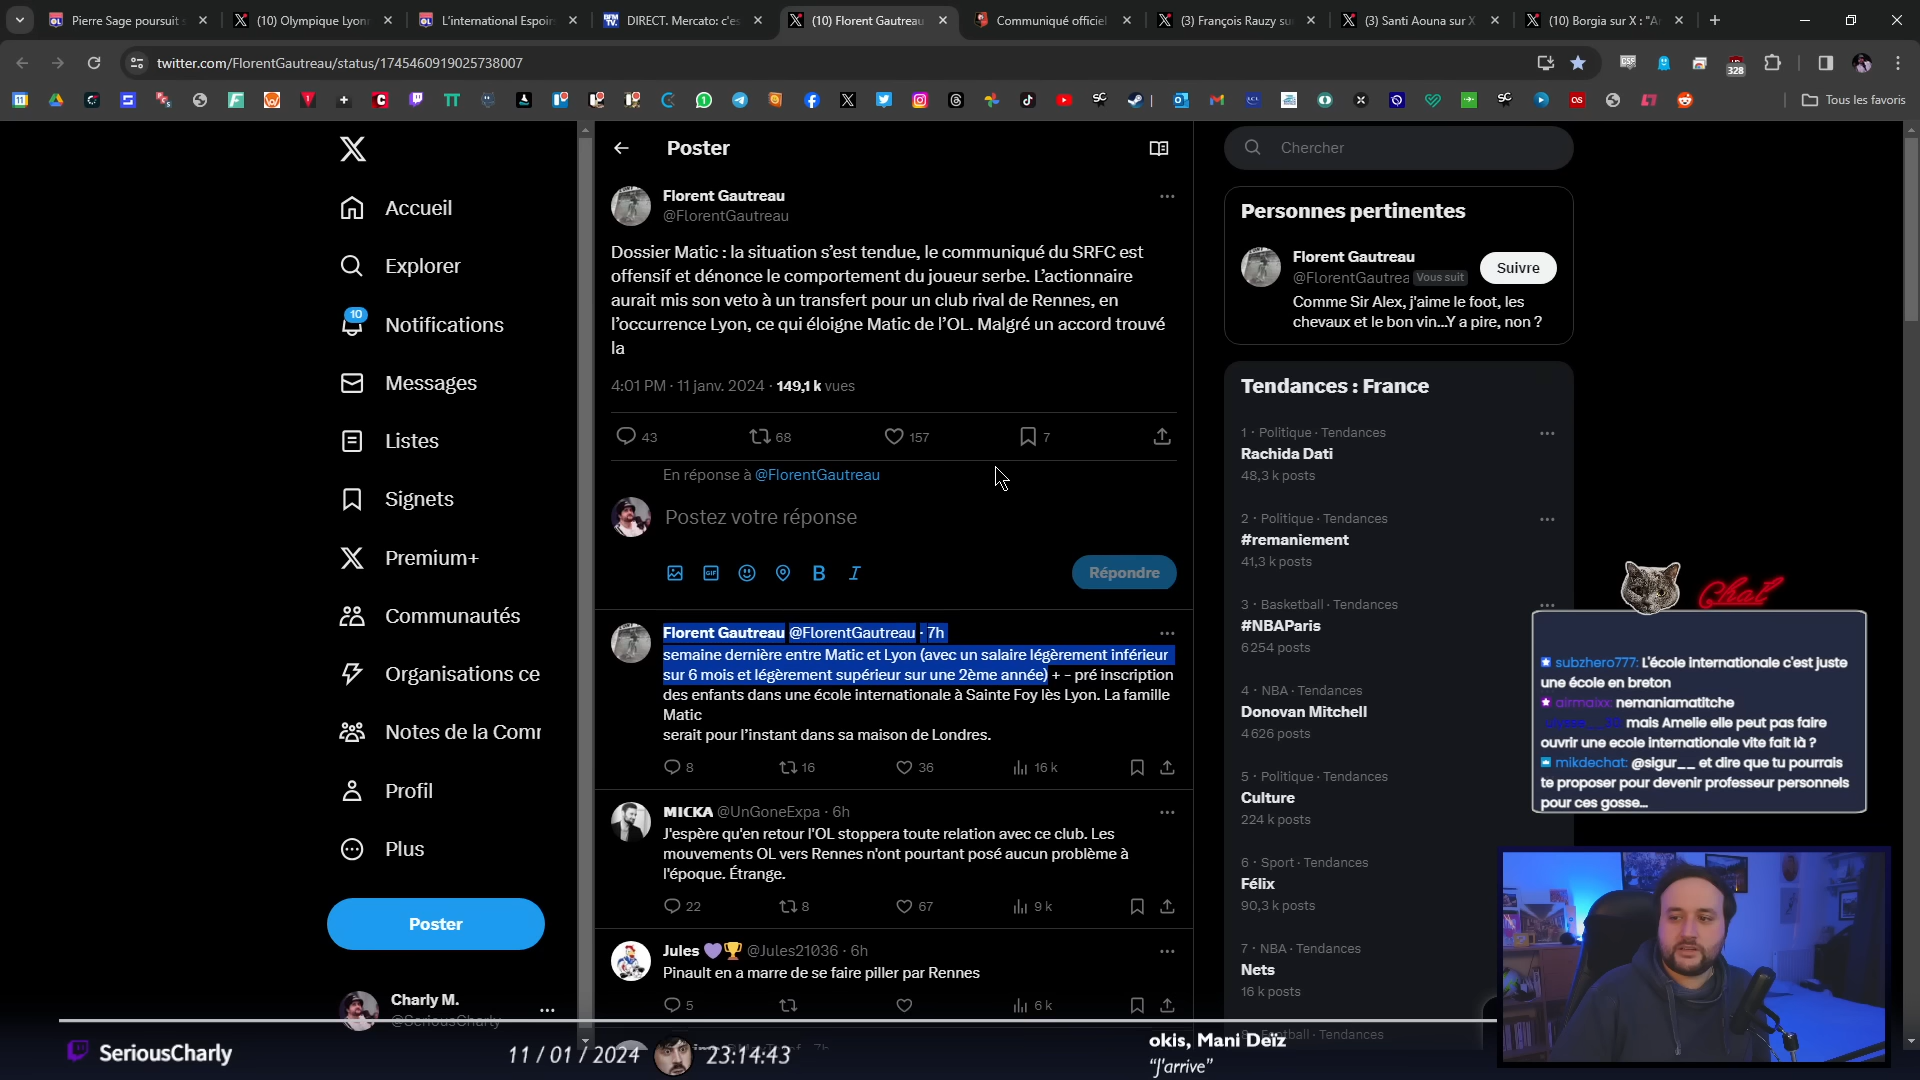 Pierre Sage poursuit s
(10) Olympique Lyonn
L'international Espoirs
DIRECT. Mercato: c'es
(10) Florent Gautreau
Communiqué officiel
(3) François Rauzy su
(3) Santi Aouna sur X
(10) Borgia sur X : "A
twitter.com/FlorentGautreau/status/1745460919025738007
328
Tous les favoris
Accueil
Explorer
10
Notifications
Messages
Listes
Signets
Premium+
Communautés
Organisations ce
Notes de la Comm
Profil
Plus
Poster
Charly M.
@SeriousCharly
Poster
Florent Gautreau
@FlorentGautreau
Dossier Matic : la situation s’est tendue, le communiqué du SRFC est
offensif et dénonce le comportement du joueur serbe. L’actionnaire
aurait mis son veto à un transfert pour un club rival de Rennes, en
l’occurrence Lyon, ce qui éloigne Matic de l’OL. Malgré un accord trouvé
la
4:01 PM · 11 janv. 2024 · 149,1 k vues
43 68 157 7
En réponse à @FlorentGautreau
Postez votre réponse
GIF
B I
Répondre
Florent Gautreau @FlorentGautreau · 7h
semaine dernière entre Matic et Lyon (avec un salaire légèrement inférieur
sur 6 mois et légèrement supérieur sur une 2ème année) + - pré inscription
des enfants dans une école internationale à Sainte Foy lès Lyon. La famille
Matic
serait pour l’instant dans sa maison de Londres.
8 16 36 16 k
MICKA @UnGoneExpa · 6h
J'espère qu'en retour l'OL stoppera toute relation avec ce club. Les
mouvements OL vers Rennes n'ont pourtant posé aucun problème à
l'époque. Étrange.
22 8 67 9 k
Jules @Jules21036 · 6h
Pinault en a marre de se faire piller par Rennes
5 6 k
Chercher
Personnes pertinentes
Florent Gautreau
@FlorentGautrea Vous suit
Suivre
Comme Sir Alex, j'aime le foot, les
chevaux et le bon vin...Y a pire, non ?
Tendances : France
1 · Politique · Tendances
Rachida Dati
48,3 k posts
2 · Politique · Tendances
#remaniement
41,3 k posts
3 · Basketball · Tendances
#NBAParis
6 254 posts
4 · NBA · Tendances
Donovan Mitchell
4 626 posts
5 · Politique · Tendances
Culture
224 k posts
6 · Sport · Tendances
Félix
90,3 k posts
7 · NBA · Tendances
Nets
16 k posts
8 · Football · Tendances
Chat
subzhero777: L'école internationale c'est juste
une école en breton
airmaixx: nemaniamatitche
mais Amelie elle peut pas faire
ouvrir une ecole internationale vite fait là ?
mikdechat: @sigur__ et dire que tu pourrais
te proposer pour devenir professeur personnels
pour ces gosse...
SeriousCharly
11 / 01 / 2024
23:14:43
okis, Mani Deïz
“J'arrive”